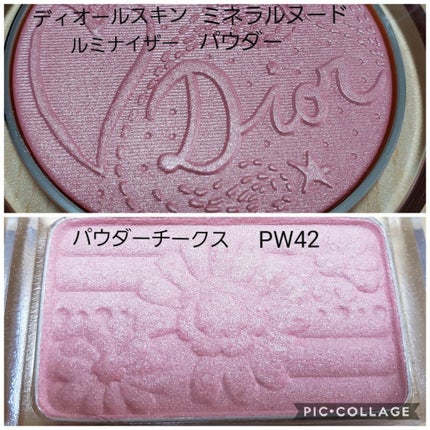 ディオールスキン ミネラルヌード
ルミナイザー パウダー
Dior
パウダーチークス PW42
PIC•COLLAGE